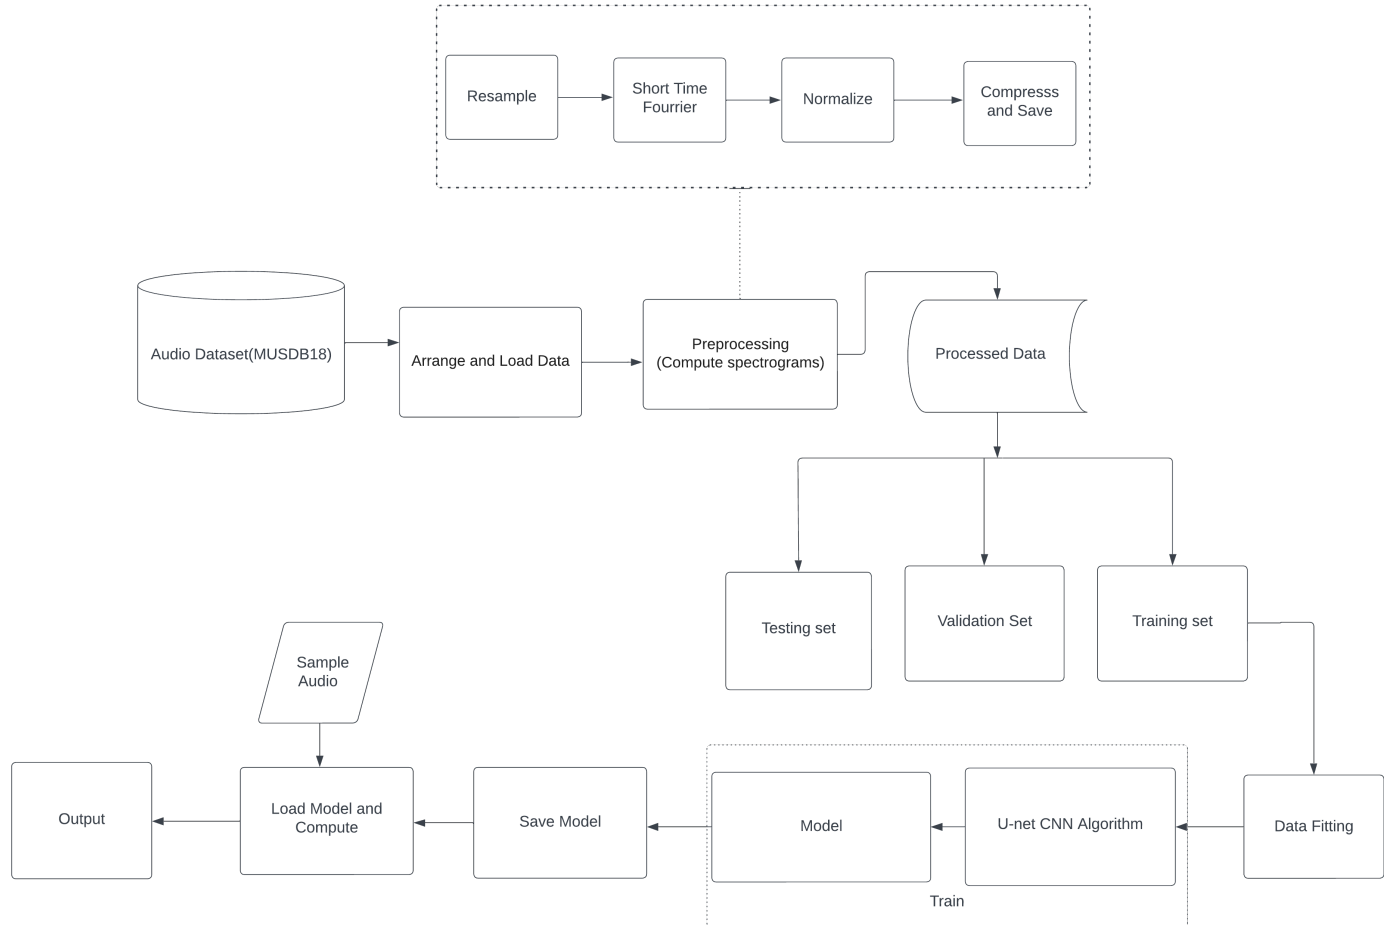 Resample
Short Time
Fourrier
Normalize
Compresss
and Save
Audio Dataset(MUSDB18)
Arrange and Load Data
Preprocessing
(Compute spectrograms)
Processed Data
Testing set
Validation Set
Training set
Sample
Audio
Output
Load Model and
Compute
Save Model
Model
U-net CNN Algorithm
Data Fitting
Train